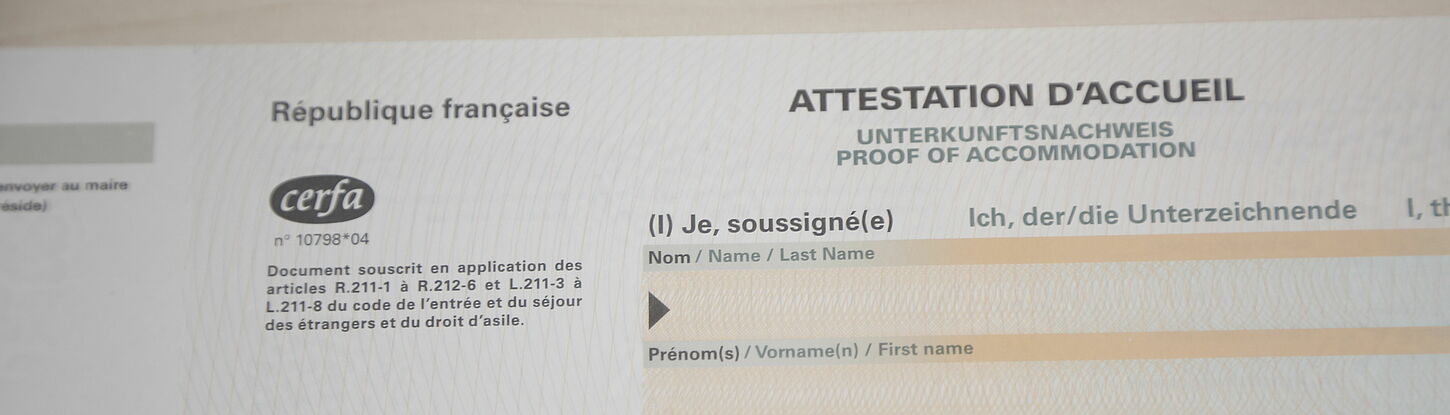 envoyer au maire
réside)
République française
cerfa
n° 10798*04
Document souscrit en application des
articles R.211-1 à R.212-6 et L.211-3 à
L.211-8 du code de l'entrée et du séjour
des étrangers et du droit d'asile.
ATTESTATION D'ACCUEIL
UNTERKUNFTSNACHWEIS
PROOF OF ACCOMMODATION
(I) Je, soussigné(e) Ich, der/die Unterzeichnende I, th
Nom / Name / Last Name
Prénom(s) / Vorname(n) / First name